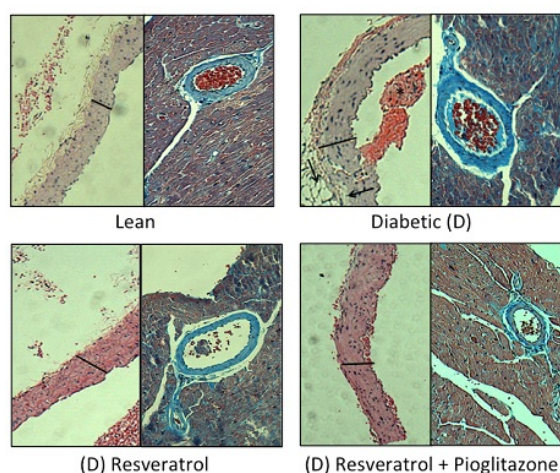 Lean
Diabetic (D)
(D) Resveratrol
(D) Resveratrol + Pioglitazone